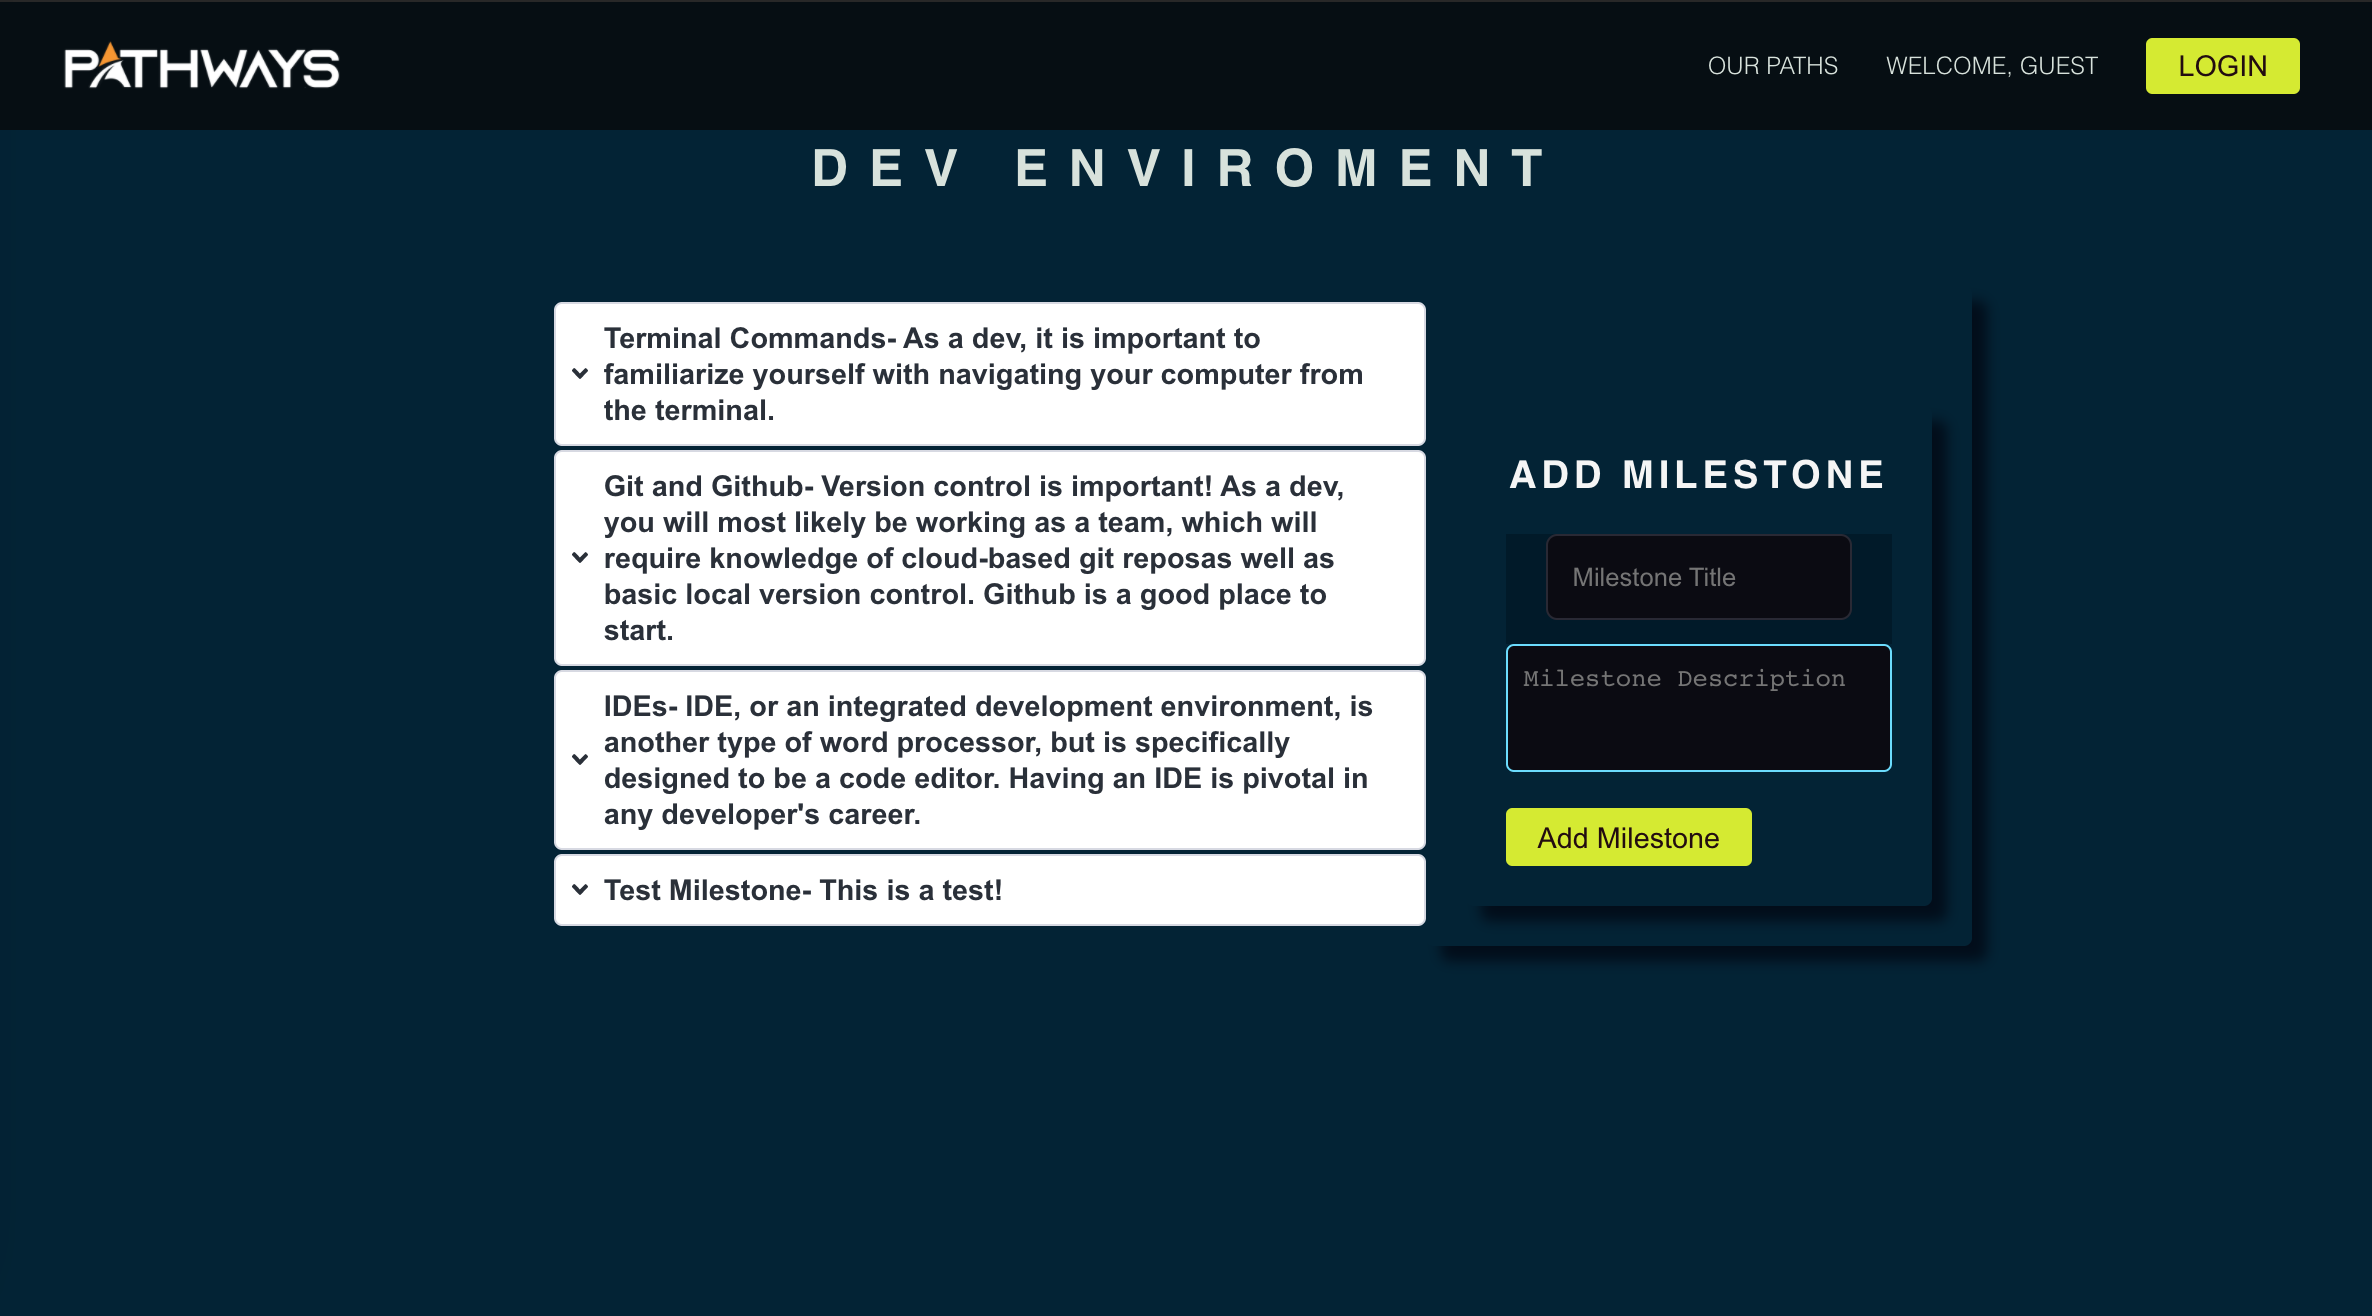 PATHWAYS
OUR PATHS
WELCOME, GUEST
LOGIN
DEV ENVIROMENT
Terminal Commands- As a dev, it is important to
familiarize yourself with navigating your computer from
the terminal.
Git and Github- Version control is important! As a dev,
you will most likely be working as a team, which will
require knowledge of cloud-based git reposas well as
basic local version control. Github is a good place to
start.
IDEs- IDE, or an integrated development environment, is
another type of word processor, but is specifically
designed to be a code editor. Having an IDE is pivotal in
any developer's career.
Test Milestone- This is a test!
ADD MILESTONE
Milestone Title
Milestone Description
Add Milestone